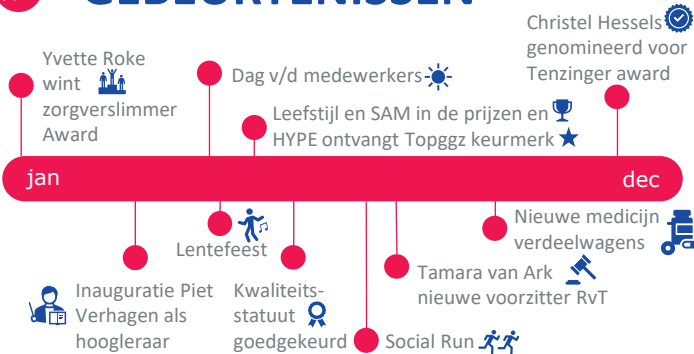 GEBEURTENISSEN
Yvette Roke
wint
zorgverslimmer
Award
Dag v/d medewerkers
Leefstijl en SAM in de prijzen en
HYPE ontvangt Topggz keurmerk
Christel Hessels
genomineerd voor
Tenzinger award
jan
dec
Inauguratie Piet
Verhagen als
hoogleraar
Lentefeest
Kwaliteits-
statuut
goedgekeurd
Social Run
Tamara van Ark
nieuwe voorzitter RvT
Nieuwe medicijn
verdeelwagens